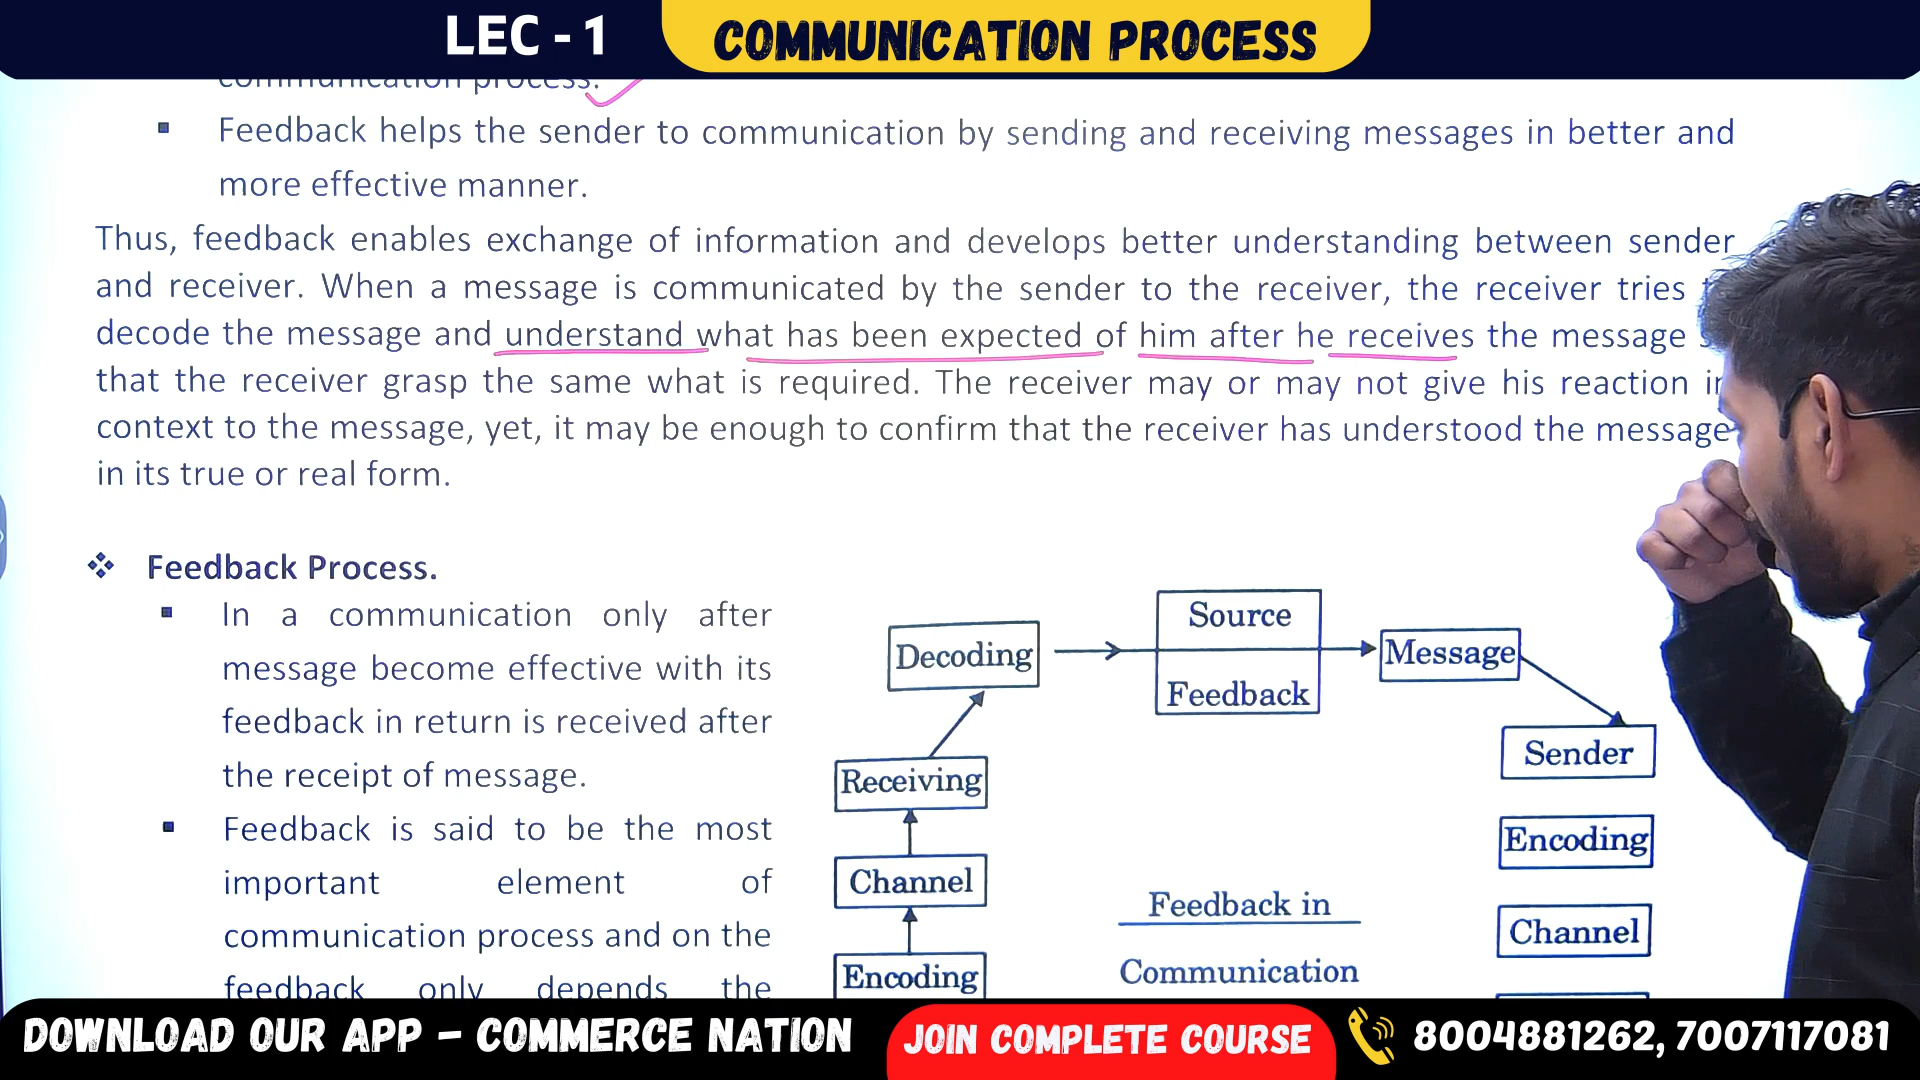 LEC - 1
COMMUNICATION PROCESS
communication process.
▪ Feedback helps the sender to communication by sending and receiving messages in better and
more effective manner.
Thus, feedback enables exchange of information and develops better understanding between sender
and receiver. When a message is communicated by the sender to the receiver, the receiver tries
decode the message and understand what has been expected of him after he receives the message
that the receiver grasp the same what is required. The receiver may or may not give his reaction in
context to the message, yet, it may be enough to confirm that the receiver has understood the message
in its true or real form.
❖ Feedback Process.
▪ In a communication only after
message become effective with its
feedback in return is received after
the receipt of message.
▪ Feedback is said to be the most
important element of
communication process and on the
feedback only depends the
Decoding
Source
Feedback
Message
Receiving
Sender
Channel
Encoding
Encoding
Channel
Feedback in
Communication
DOWNLOAD OUR APP - COMMERCE NATION
JOIN COMPLETE COURSE
8004881262, 7007117081